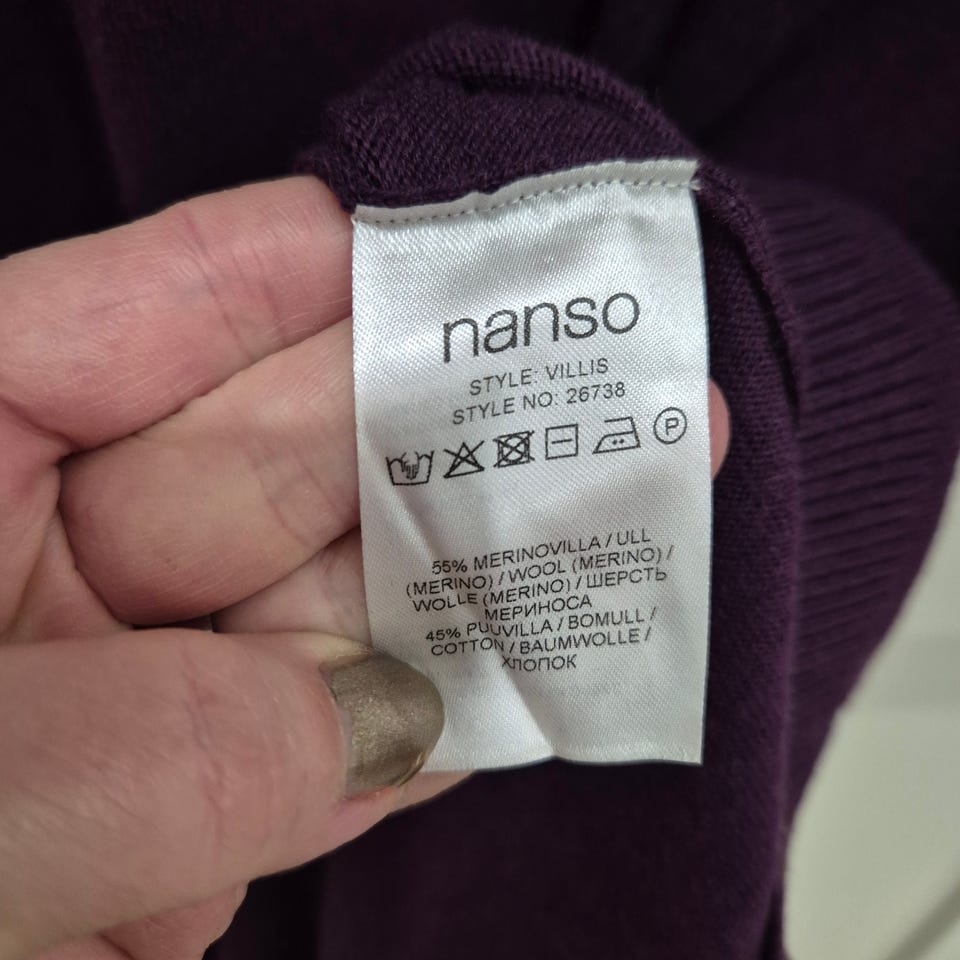 nanso
STYLE: VILLIS
STYLE NO: 26738
P
55% MERINOVILLA / ULL
(MERINO) / WOOL (MERINO) /
WOLLE (MERINO) / ШЕРСТЬ
МЕРИНОСА
45% PUUVILLA / BOMULL /
COTTON / BAUMWOLLE /
ХЛОПОК